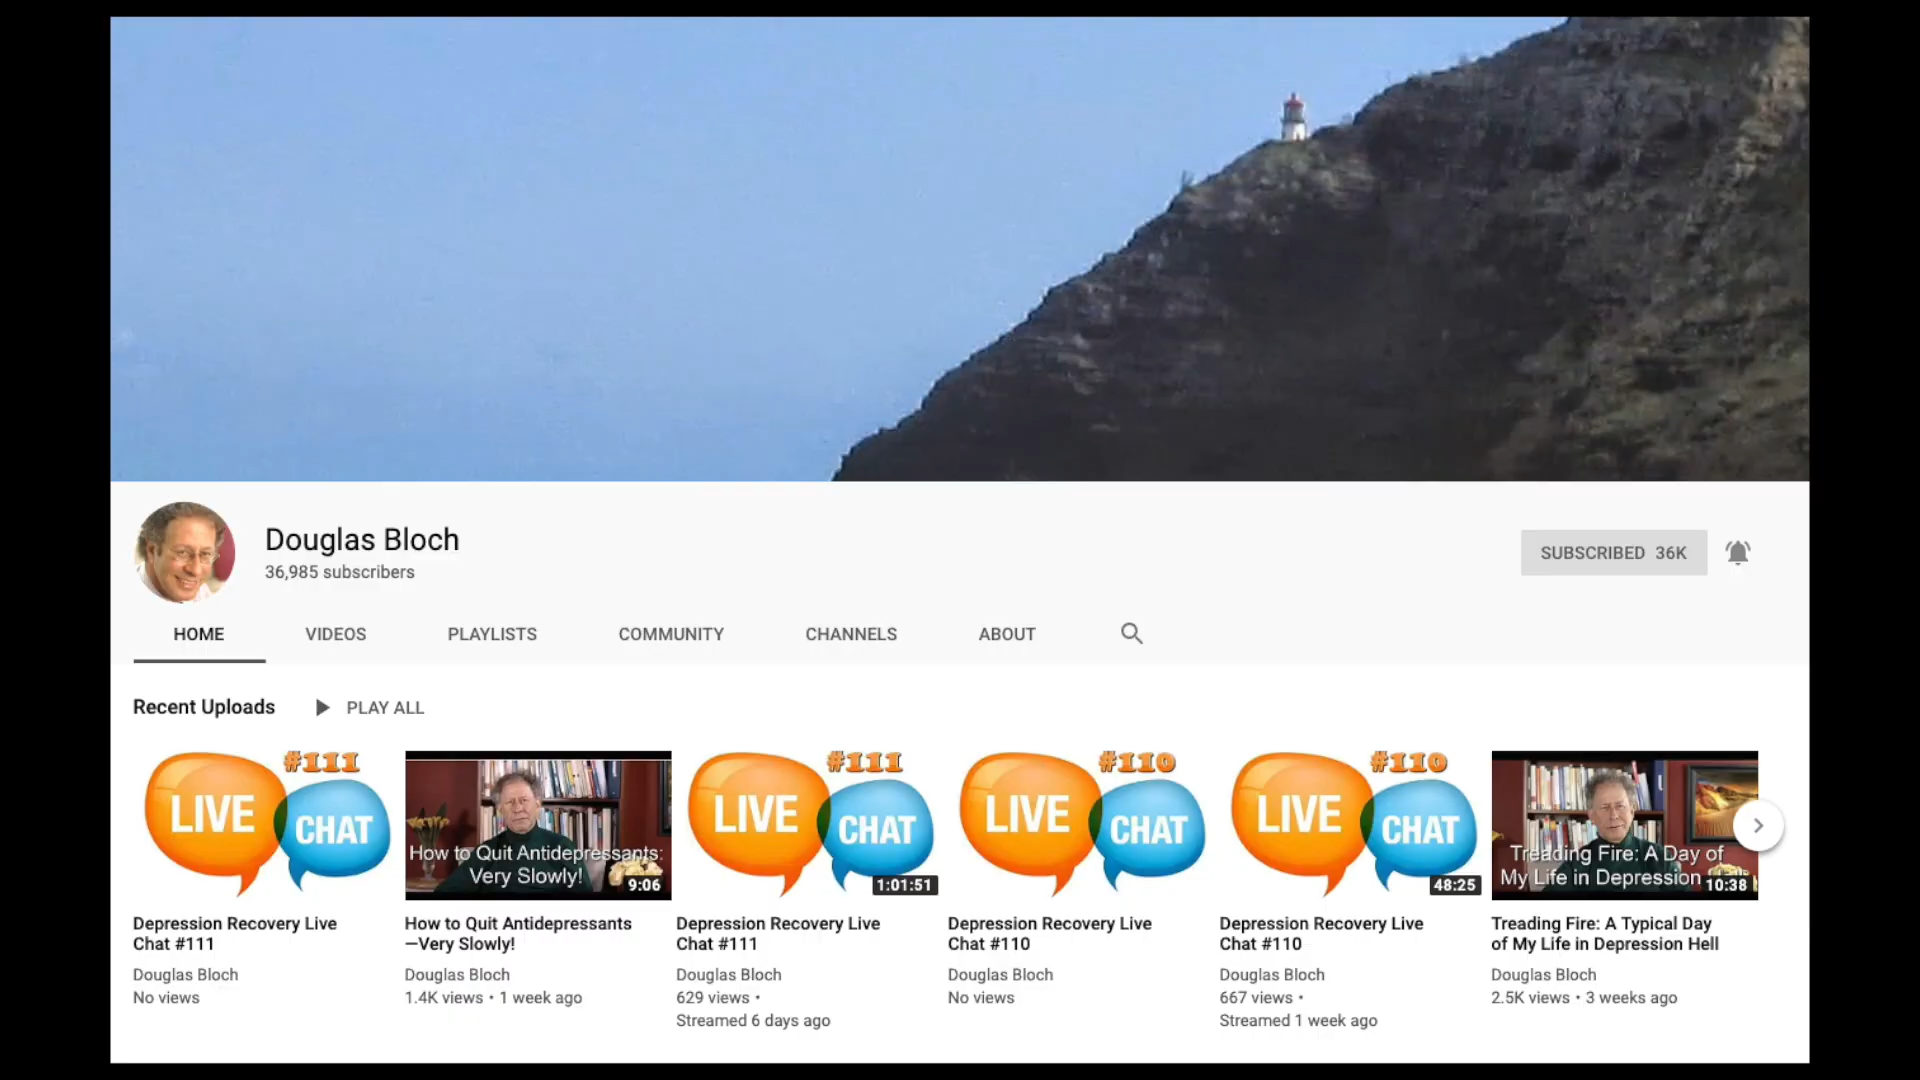 Douglas Bloch
36,985 subscribers
SUBSCRIBED 36K
HOME VIDEOS PLAYLISTS COMMUNITY CHANNELS ABOUT
Recent Uploads PLAY ALL
#111
LIVE
CHAT
Depression Recovery Live
Chat #111
Douglas Bloch
No views
How to Quit Antidepressants:
Very Slowly!
9:06
How to Quit Antidepressants
—Very Slowly!
Douglas Bloch
1.4K views • 1 week ago
#111
LIVE
CHAT
1:01:51
Depression Recovery Live
Chat #111
Douglas Bloch
629 views •
Streamed 6 days ago
#110
LIVE
CHAT
Depression Recovery Live
Chat #110
Douglas Bloch
No views
#110
LIVE
CHAT
48:25
Depression Recovery Live
Chat #110
Douglas Bloch
667 views •
Streamed 1 week ago
Treading Fire: A Day of
My Life in Depression
10:38
Treading Fire: A Typical Day
of My Life in Depression Hell
Douglas Bloch
2.5K views • 3 weeks ago